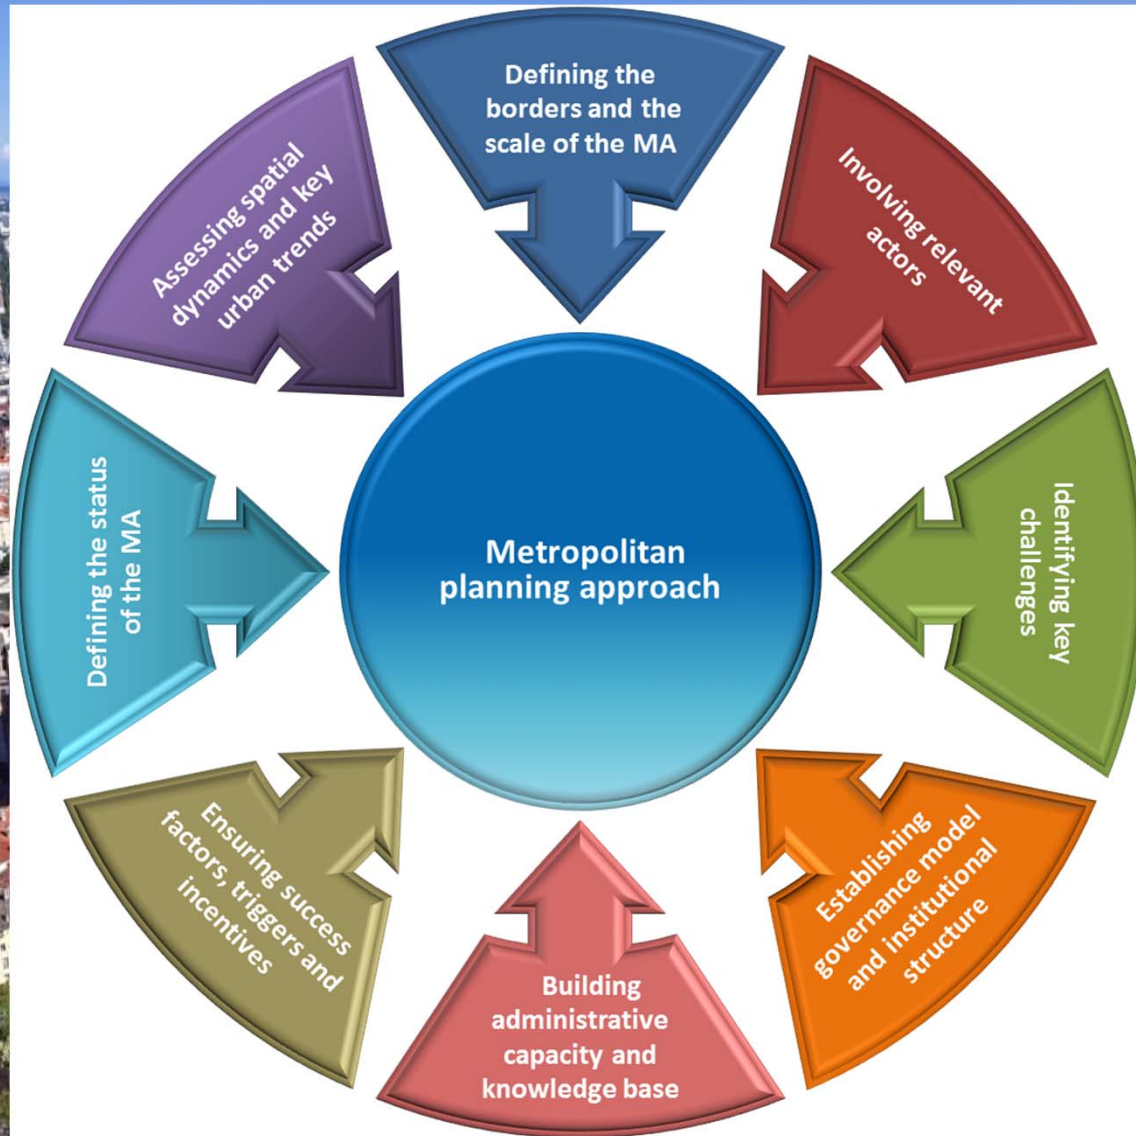 Defining the
borders and the
scale of the MA
Involving relevant
actors
Identifying key
challenges
Establishing
governance model
and institutional
structure
Building
administrative
capacity and
knowledge base
Ensuring success
factors, triggers and
incentives
Defining the status
of the MA
Assessing spatial
dynamics and key
urban trends
Metropolitan
planning approach